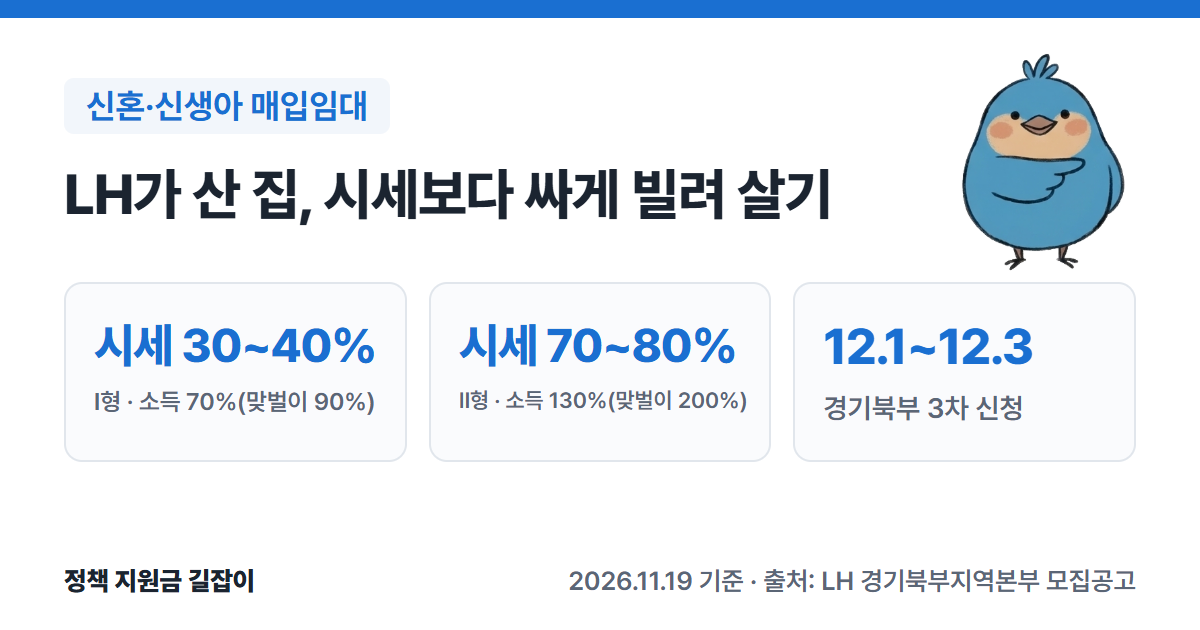 신혼·신생아 매입임대
LH가 산 집, 시세보다 싸게 빌려 살기
시세 30~40%
I형 · 소득 70%(맞벌이 90%)
시세 70~80%
II형 · 소득 130%(맞벌이 200%)
12.1~12.3
경기북부 3차 신청
정책 지원금 길잡이
2026.11.19 기준 · 출처: LH 경기북부지역본부 모집공고